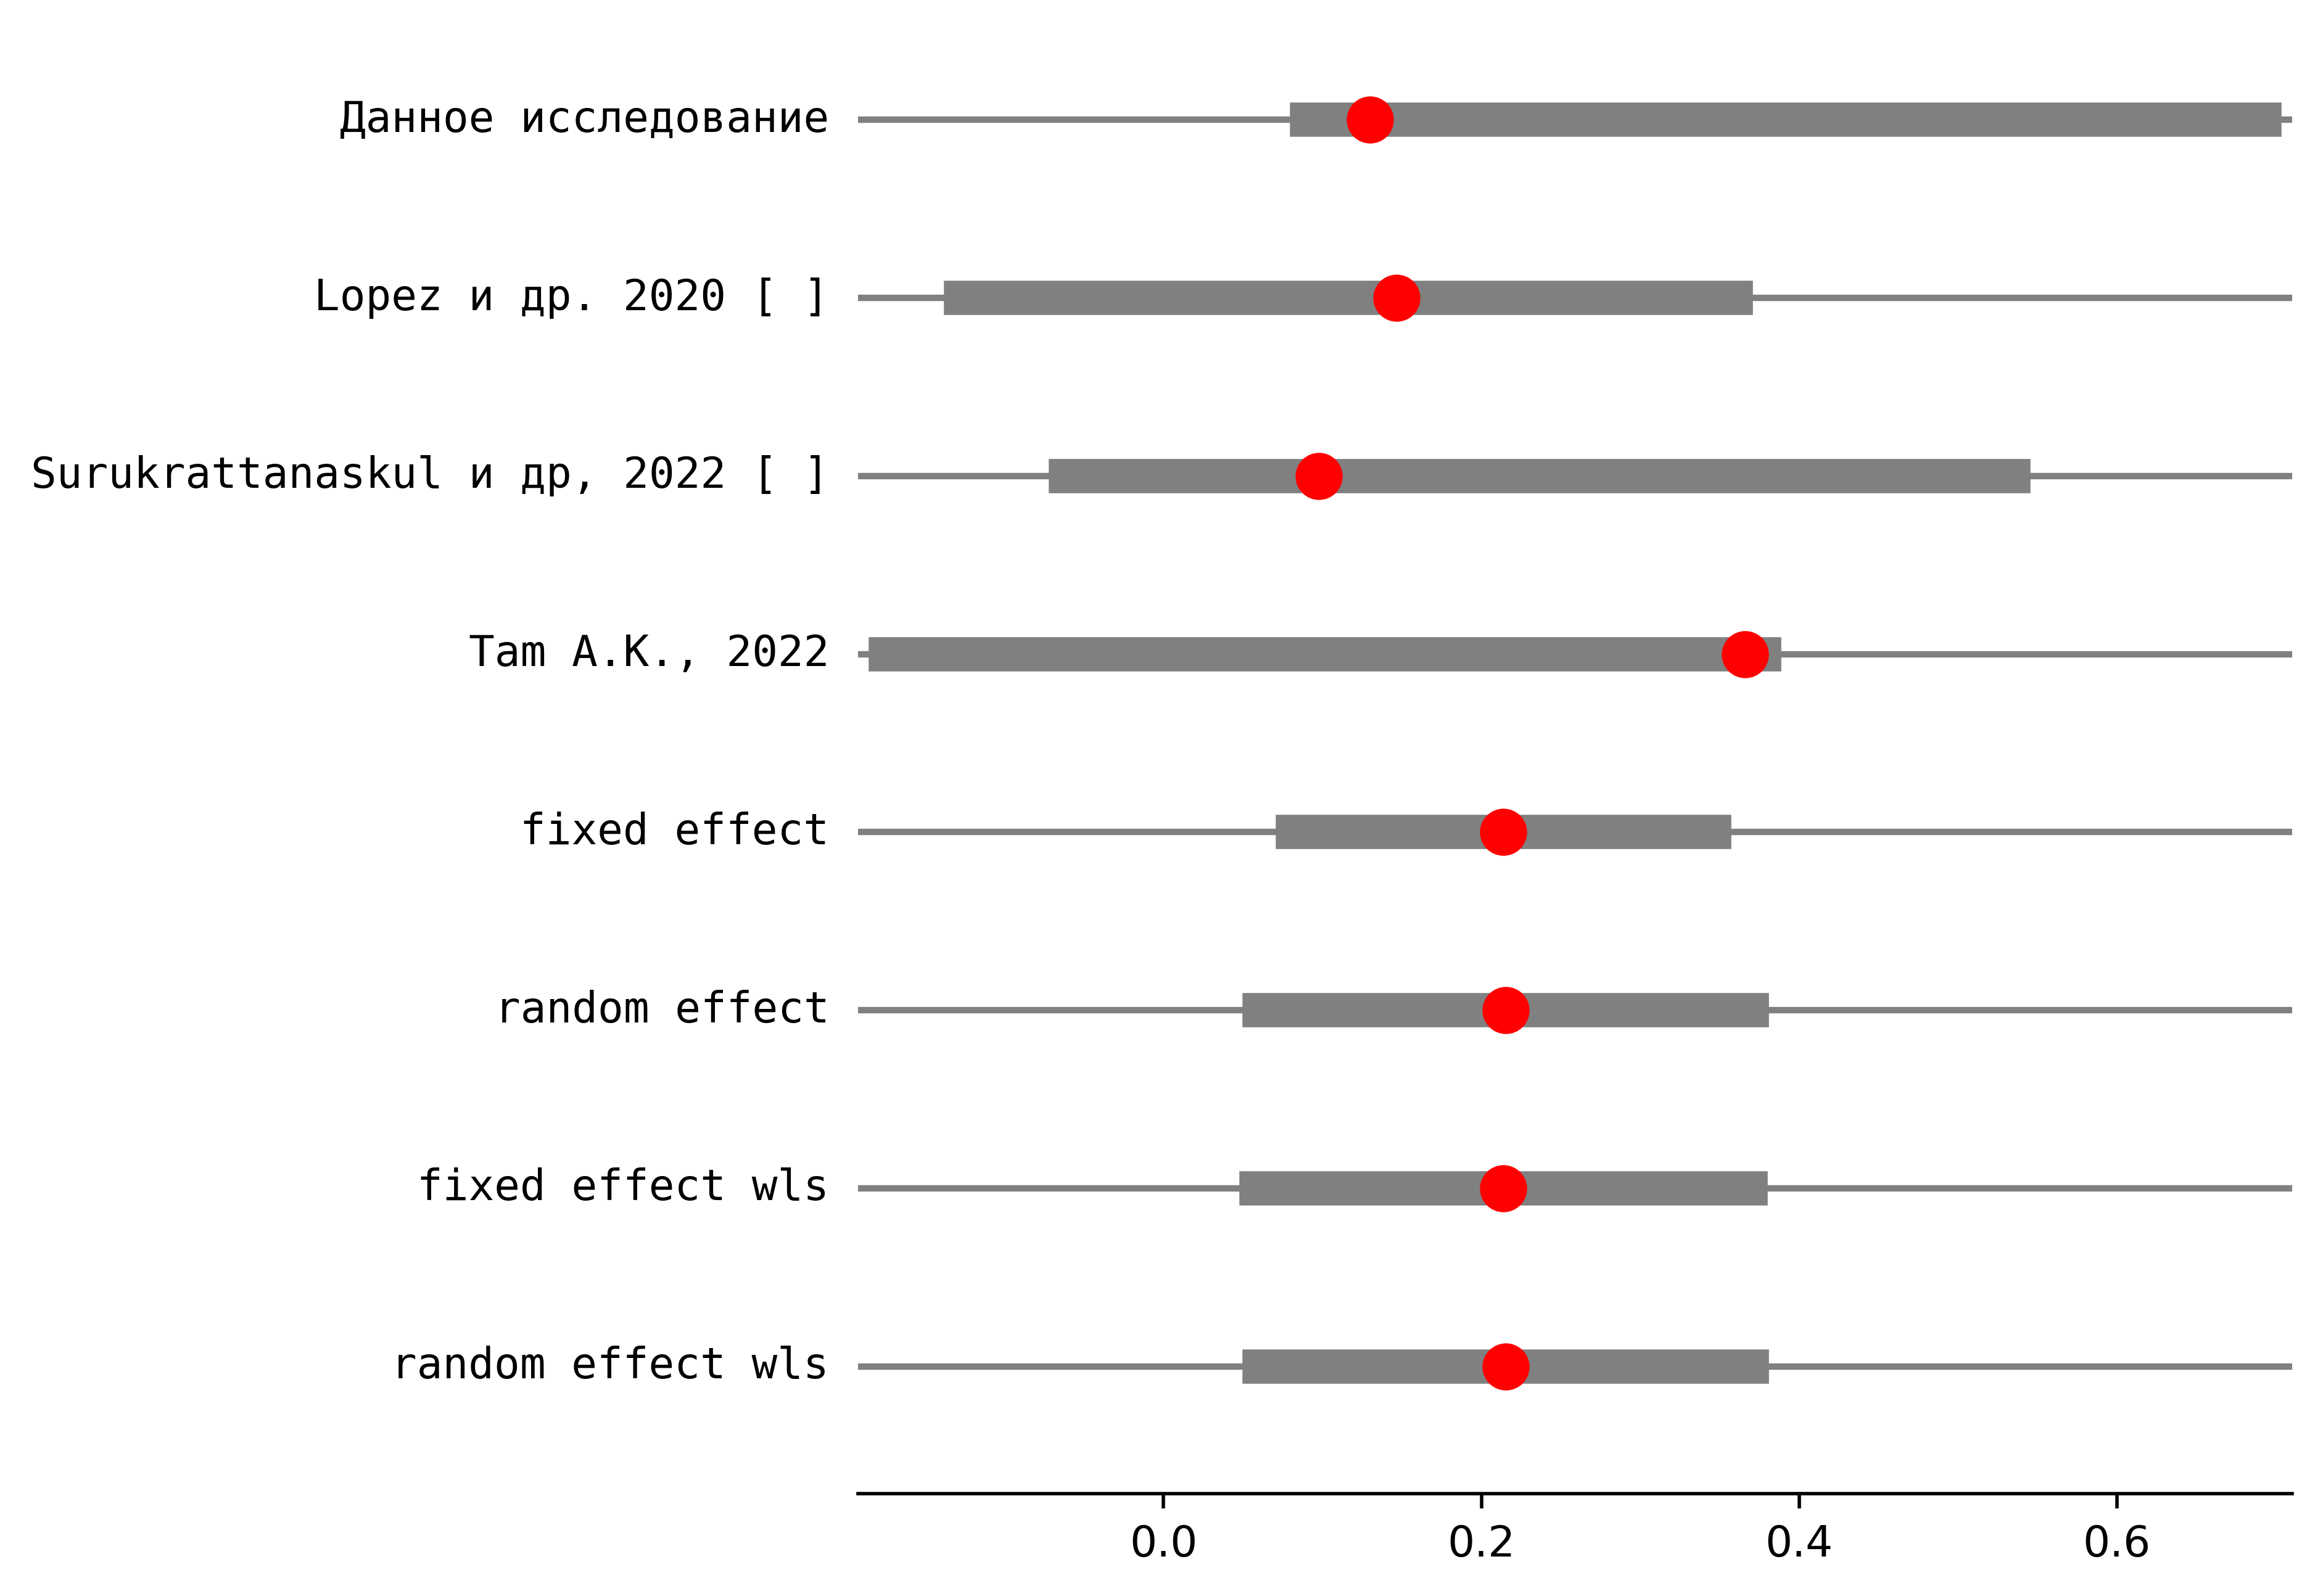 Данное исследование
Lopez и др. 2020 [ ]
Surukrattanaskul и др, 2022 [ ]
Tam A.K., 2022
fixed effect
random effect
fixed effect wls
random effect wls
0.0 0.2 0.4 0.6